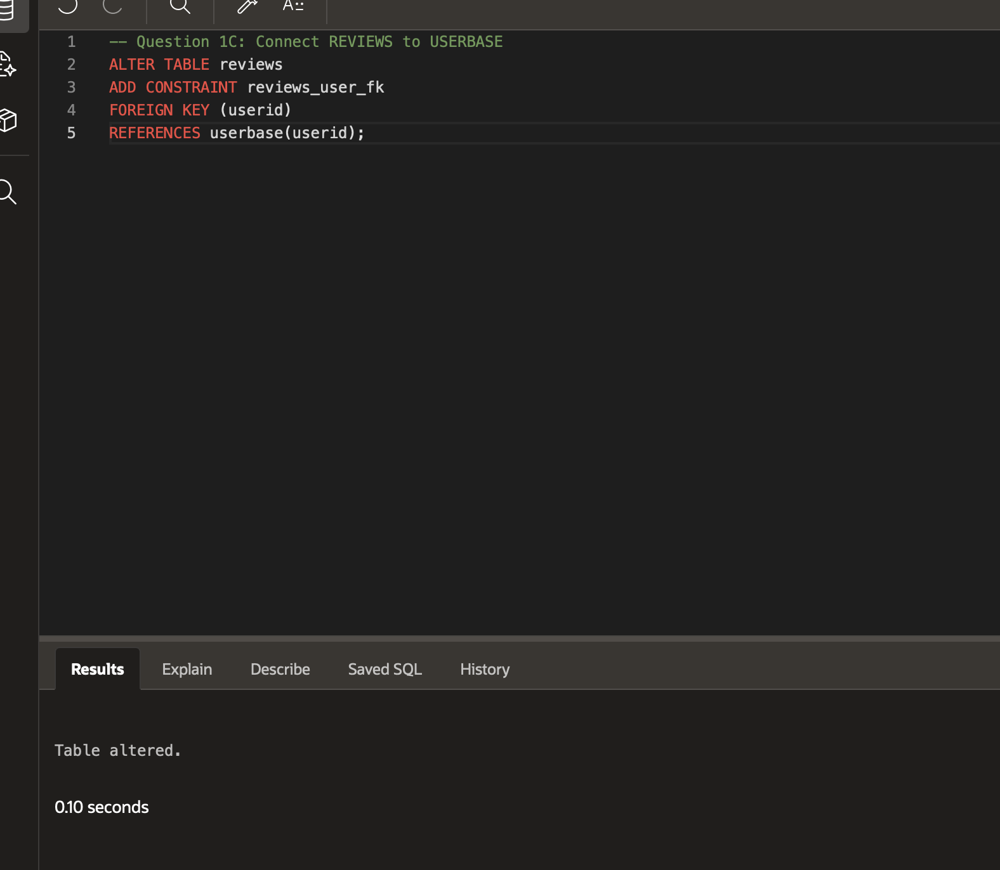 A
1 -- Question 1C: Connect REVIEWS to USERBASE
2 ALTER TABLE reviews
3 ADD CONSTRAINT reviews_user_fk
4 FOREIGN KEY (userid)
5 REFERENCES userbase(userid);
Results Explain Describe Saved SQL History
Table altered.
0.10 seconds